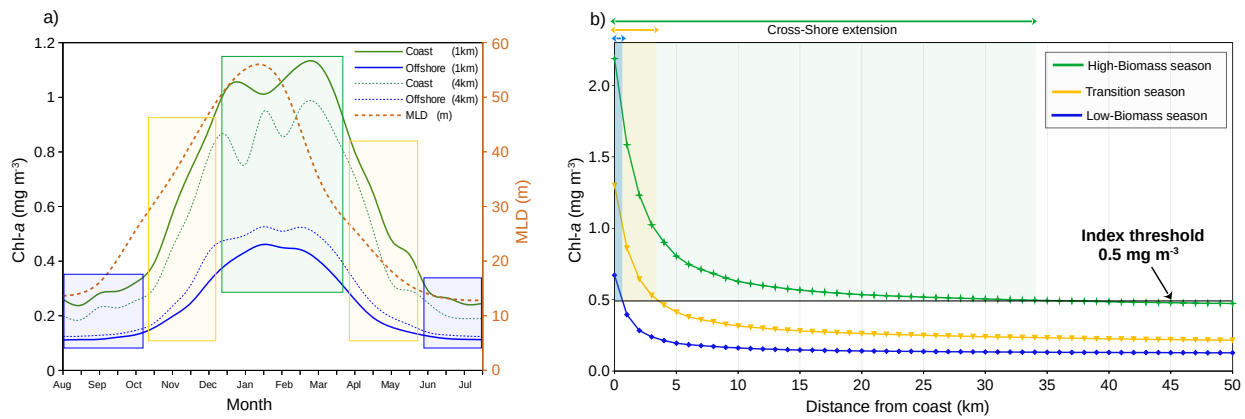 a)
Chl-a (mg m-3)
1.2
1
0.8
0.6
0.4
0.2
0
60
50
40
30
20
10
0
MLD (m)
Coast (1km)
Offshore (1km)
Coast (4km)
Offshore (4km)
MLD (m)
Aug Sep Oct Nov Dec Jan Feb Mar Apl May Jun Jul
Month
b)
Cross-Shore extension
Chl-a (mg m-3)
2.0
1.5
1.0
0.5
0.0
High-Biomass season
Transition season
Low-Biomass season
Index threshold
0.5 mg m-3
0 5 10 15 20 25 30 35 40 45 50
Distance from coast (km)